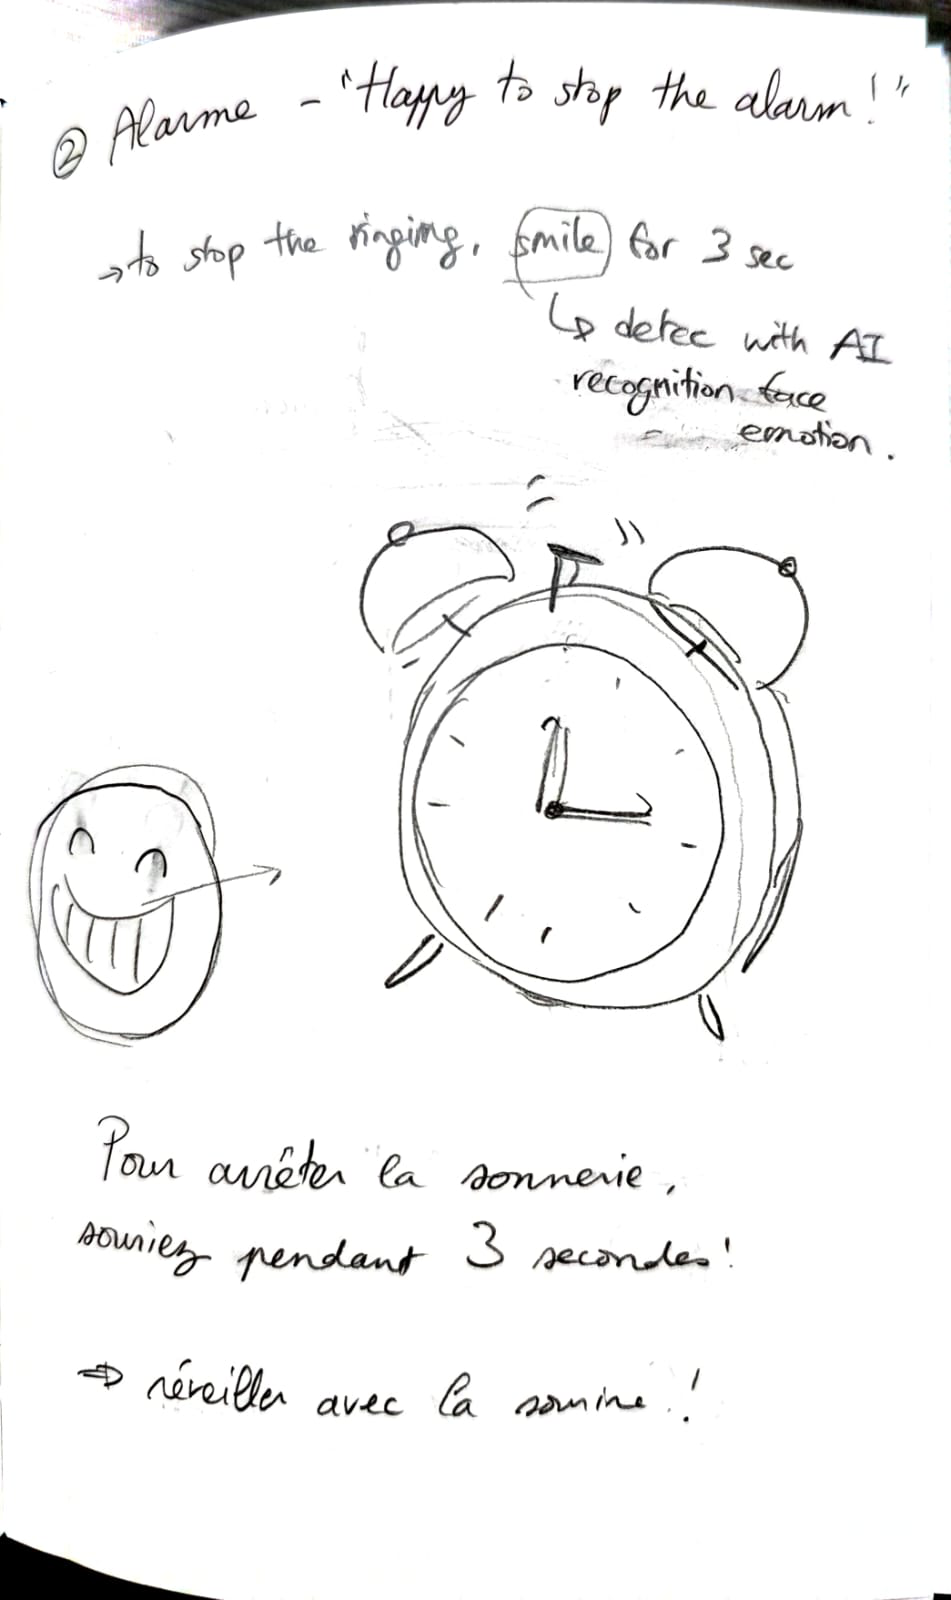 ② Alarme - "Happy to stop the alarm!"
→ to stop the ringing, smile for 3 sec
↳ detec with AI
recognition face
emotion.
Pour arrêter la sonnerie,
souriez pendant 3 secondes!
⇒ réveiller avec la sourire!